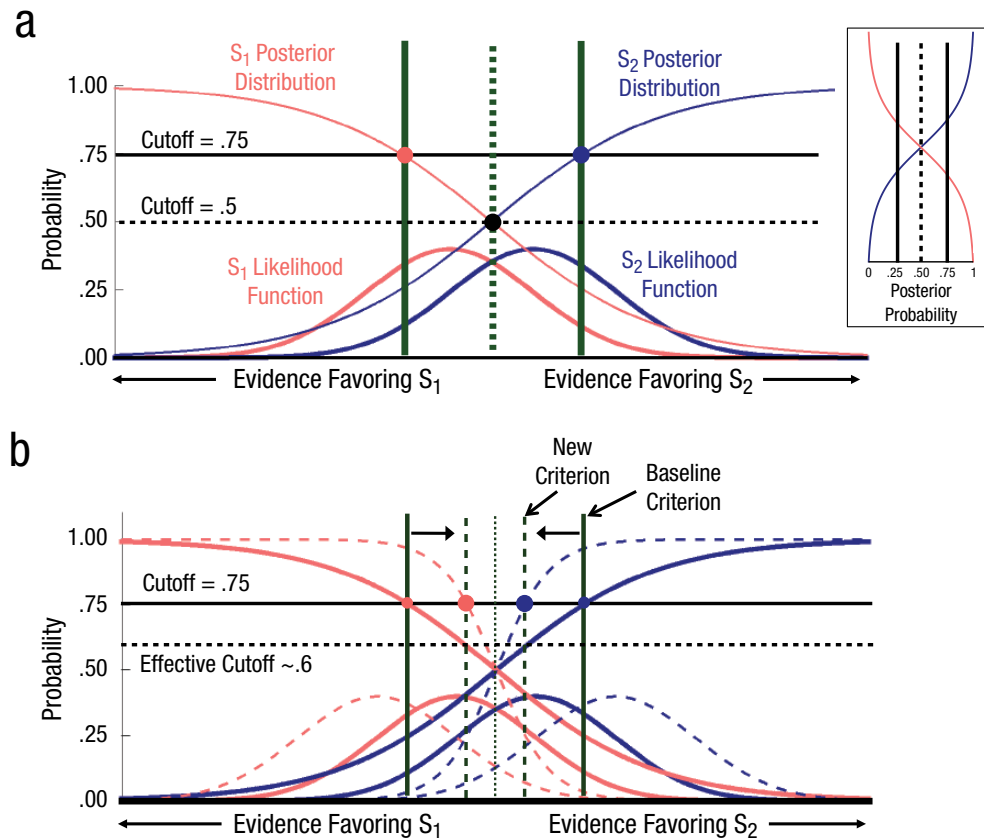 a
S1 Posterior
Distribution
S2 Posterior
Distribution
1.00
Cutoff = .75
.75
Cutoff = .5
.50
Probability
S1 Likelihood
Function
S2 Likelihood
Function
.25
.00
Evidence Favoring S1
Evidence Favoring S2
0 .25 .50 .75 1
Posterior
Probability
b
New
Criterion
Baseline
Criterion
1.00
Cutoff = .75
.75
Effective Cutoff ~.6
.50
Probability
.25
.00
Evidence Favoring S1
Evidence Favoring S2